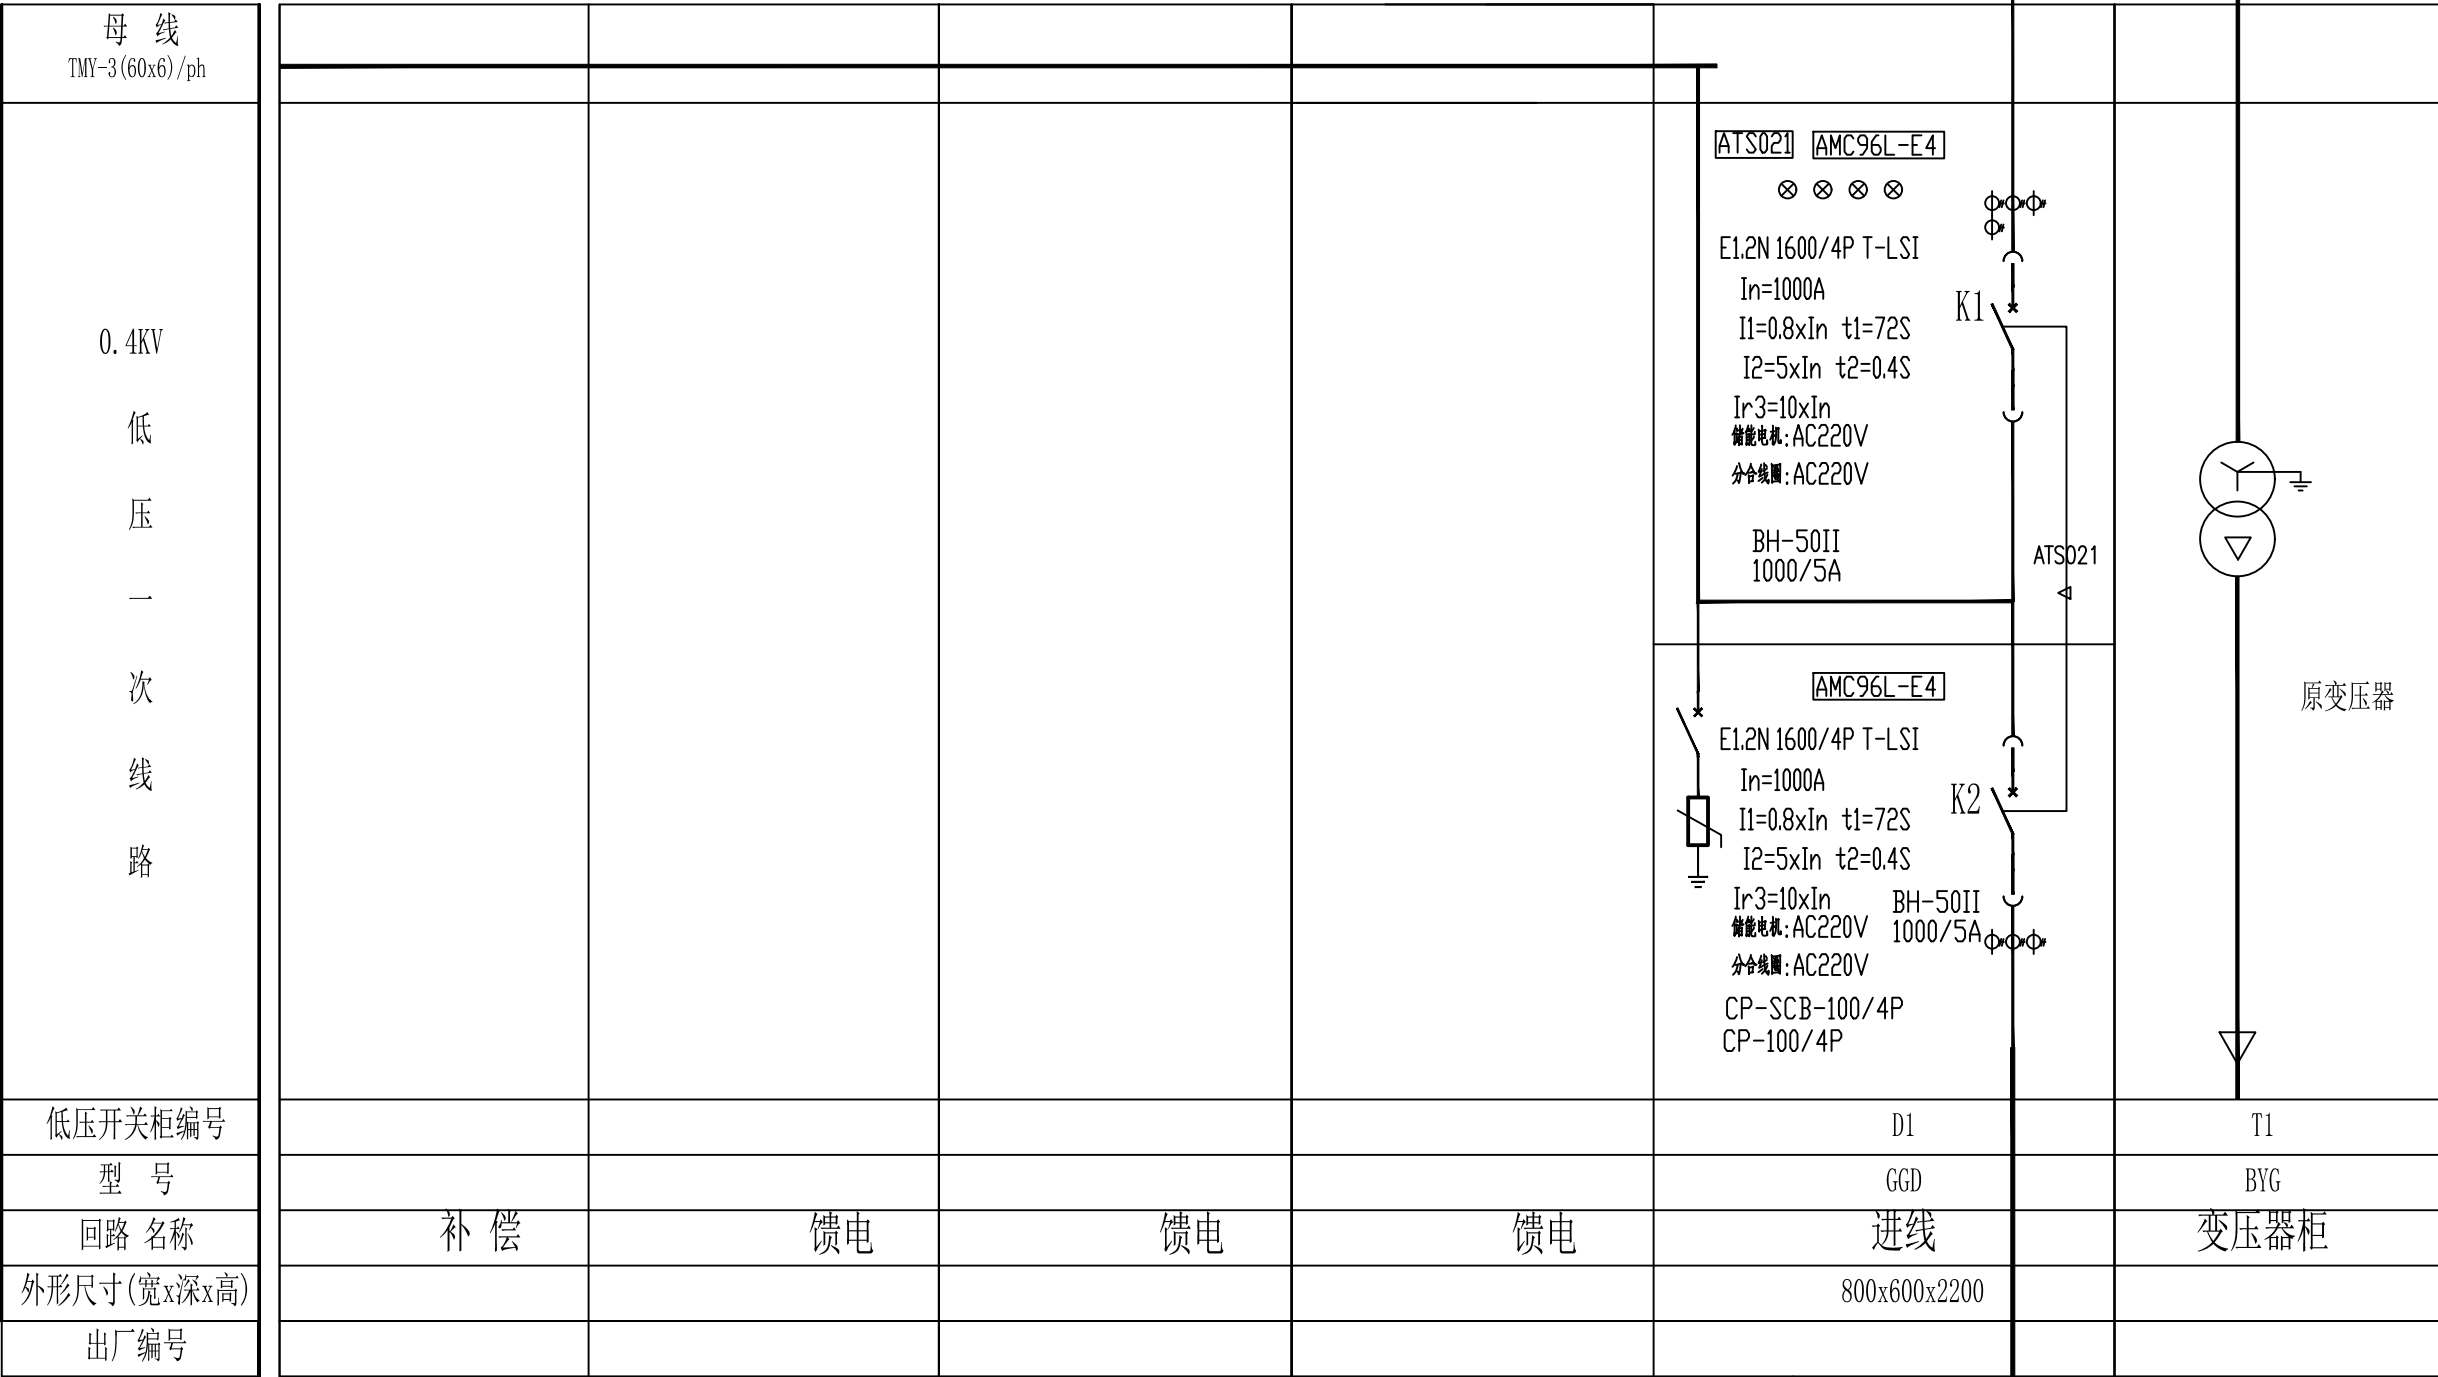 母 线
TMY-3(60x6)/ph
0.4KV
低
压
一
次
线
路
ATS021 AMC96L-E4
E1.2N 1600/4P T-LSI
In=1000A
K1
I1=0.8xIn t1=72S
I2=5xIn t2=0.4S
Ir3=10xIn
储能电机:AC220V
分合线圈:AC220V
BH-50II
1000/5A
ATS021
AMC96L-E4
E1.2N 1600/4P T-LSI
In=1000A
K2
I1=0.8xIn t1=72S
I2=5xIn t2=0.4S
Ir3=10xIn
储能电机:AC220V
分合线圈:AC220V
BH-50II
1000/5A
CP-SCB-100/4P
CP-100/4P
原变压器
低压开关柜编号 D1 T1
型 号 GGD BYG
回路 名称 补 偿 馈电 馈电 馈电 进线 变压器柜
外形尺寸(宽x深x高) 800x600x2200
出厂编号